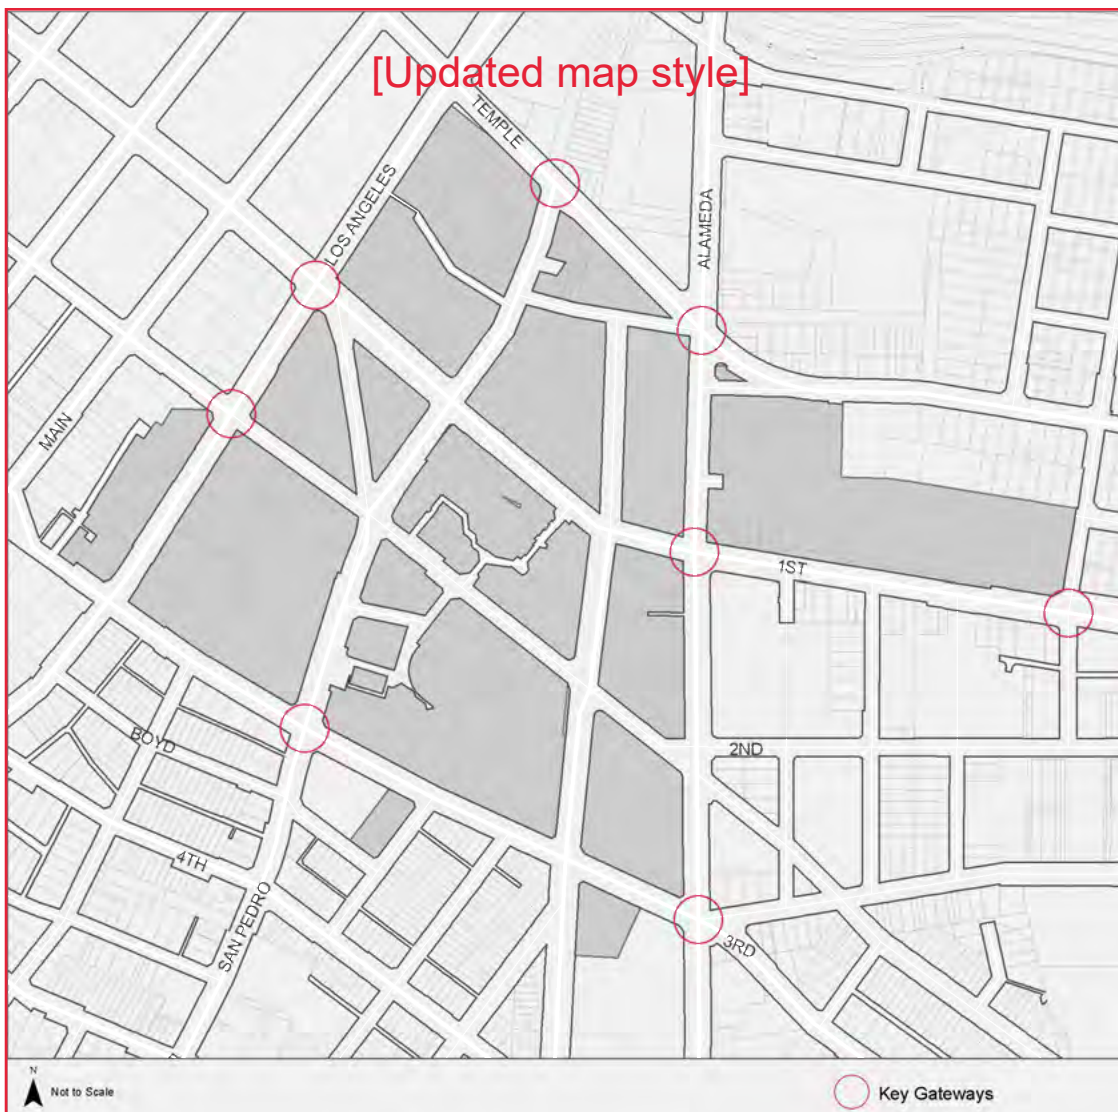 [Updated map style]
TEMPLE
LOS ANGELES
ALAMEDA
MAIN
1ST
2ND
BOYD
4TH
SAN PEDRO
3RD
N
Not to Scale
Key Gateways